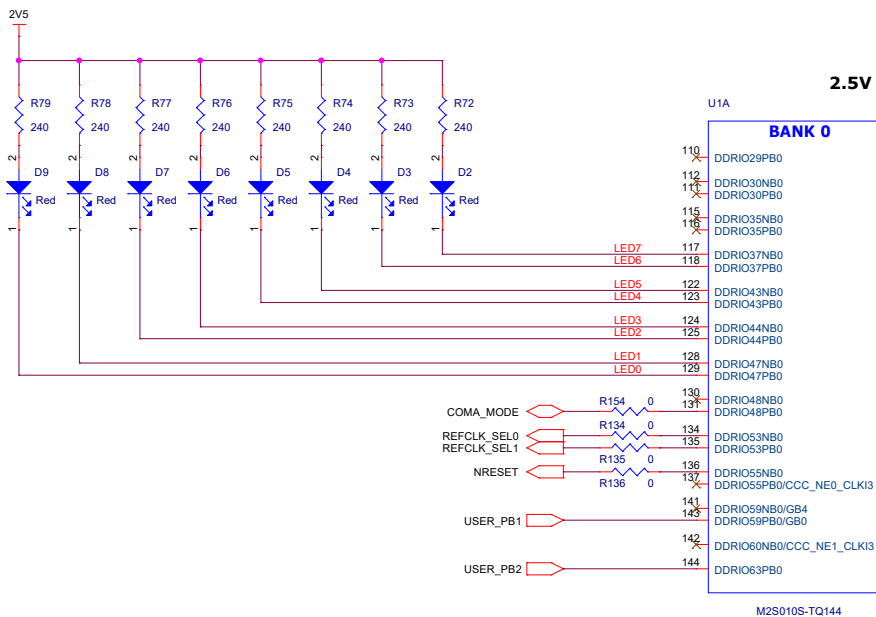 2V5
2.5V
R79 R78 R77 R76 R75 R74 R73 R72
240 240 240 240 240 240 240 240
U1A
BANK 0
2 2 2 2 2 2 2 2
D9 D8 D7 D6 D5 D4 D3 D2
Red Red Red Red Red Red Red Red
1 1 1 1 1 1 1 1
110 DDRIO29PB0
112 DDRIO30NB0
111 DDRIO30PB0
115 DDRIO35NB0
116 DDRIO35PB0
LED7 117 DDRIO37NB0
LED6 118 DDRIO37PB0
LED5 122 DDRIO43NB0
LED4 123 DDRIO43PB0
LED3 124 DDRIO44NB0
LED2 125 DDRIO44PB0
LED1 128 DDRIO47NB0
LED0 129 DDRIO47PB0
130 DDRIO48NB0
COMA_MODE R154 0 131 DDRIO48PB0
REFCLK_SEL0 R134 0 134 DDRIO53NB0
REFCLK_SEL1 R135 0 135 DDRIO53PB0
NRESET R136 0 136 DDRIO55NB0
137 DDRIO55PB0/CCC_NE0_CLKI3
141 DDRIO59NB0/GB4
USER_PB1 143 DDRIO59PB0/GB0
142 DDRIO60NB0/CCC_NE1_CLKI3
USER_PB2 144 DDRIO63PB0
M2S010S-TQ144